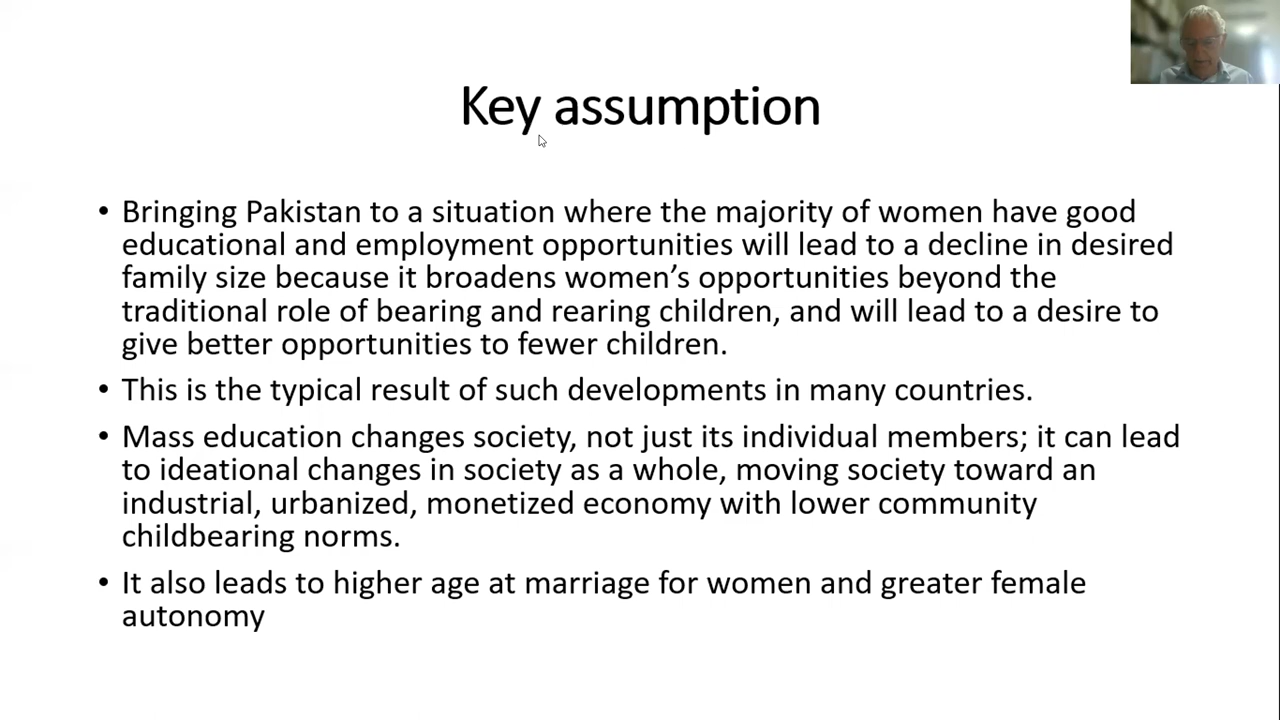 Key assumption
• Bringing Pakistan to a situation where the majority of women have good
educational and employment opportunities will lead to a decline in desired
family size because it broadens women’s opportunities beyond the
traditional role of bearing and rearing children, and will lead to a desire to
give better opportunities to fewer children.
• This is the typical result of such developments in many countries.
• Mass education changes society, not just its individual members; it can lead
to ideational changes in society as a whole, moving society toward an
industrial, urbanized, monetized economy with lower community
childbearing norms.
• It also leads to higher age at marriage for women and greater female
autonomy